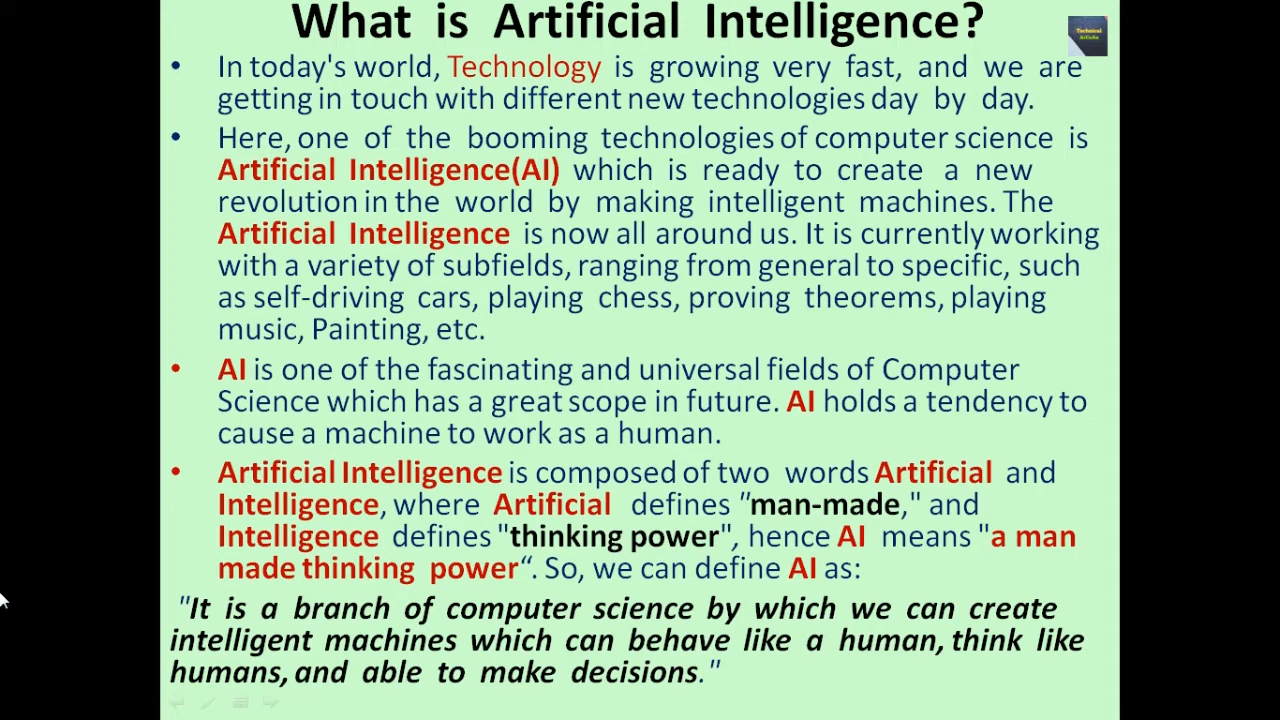 What is Artificial Intelligence?
Technical
• In today's world, Technology is growing very fast, and we are
getting in touch with different new technologies day by day.
• Here, one of the booming technologies of computer science is
Artificial Intelligence(AI) which is ready to create a new
revolution in the world by making intelligent machines. The
Artificial Intelligence is now all around us. It is currently working
with a variety of subfields, ranging from general to specific, such
as self-driving cars, playing chess, proving theorems, playing
music, Painting, etc.
• AI is one of the fascinating and universal fields of Computer
Science which has a great scope in future. AI holds a tendency to
cause a machine to work as a human.
• Artificial Intelligence is composed of two words Artificial and
Intelligence, where Artificial defines "man-made," and
Intelligence defines "thinking power", hence AI means "a man
made thinking power“. So, we can define AI as:
"It is a branch of computer science by which we can create
intelligent machines which can behave like a human, think like
humans, and able to make decisions."